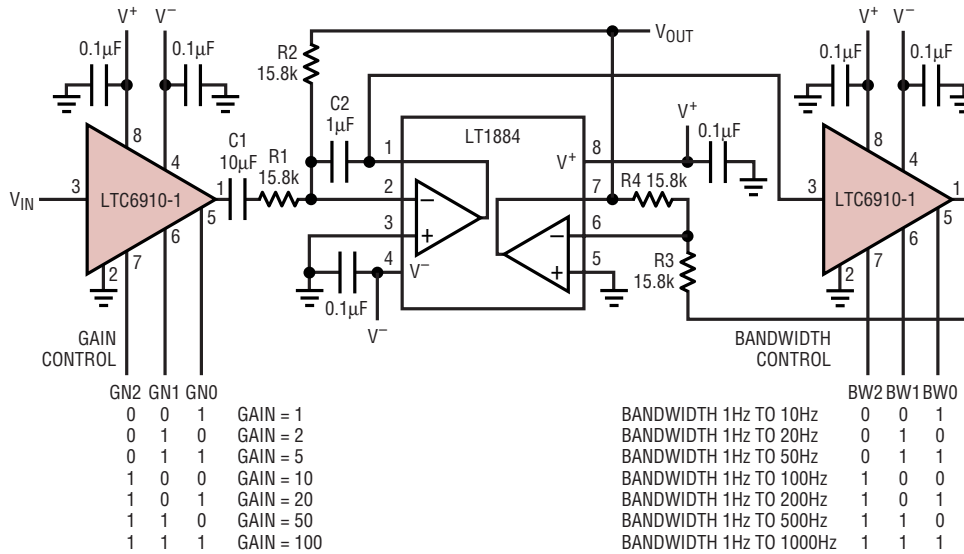 V+ V− V+ V−
0.1µF 0.1µF 0.1µF 0.1µF
R2
15.8k
VOUT
C2
1µF
LT1884
V+
0.1µF
8 4 1 8 7 8 4 1
C1
10µF
R1
15.8k
V+
R4 15.8k
VIN 3 LTC6910-1 5 2 3 LTC6910-1 5
− +
6 −
3 4 5 +
V−
R3
15.8k
2 7 6 2 7 6
0.1µF
V−
GAIN
CONTROL
BANDWIDTH
CONTROL
GN2 GN1 GN0 BW2 BW1 BW0
0 0 1 GAIN = 1 BANDWIDTH 1Hz TO 10Hz 0 0 1
0 1 0 GAIN = 2 BANDWIDTH 1Hz TO 20Hz 0 1 0
0 1 1 GAIN = 5 BANDWIDTH 1Hz TO 50Hz 0 1 1
1 0 0 GAIN = 10 BANDWIDTH 1Hz TO 100Hz 1 0 0
1 0 1 GAIN = 20 BANDWIDTH 1Hz TO 200Hz 1 0 1
1 1 0 GAIN = 50 BANDWIDTH 1Hz TO 500Hz 1 1 0
1 1 1 GAIN = 100 BANDWIDTH 1Hz TO 1000Hz 1 1 1